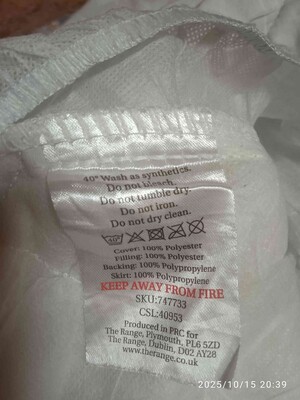 40° Wash as synthetics.
Do not bleach.
Do not tumble dry.
Do not iron.
Do not dry clean.
40°
Cover: 100% Polyester
Filling: 100% Polyester
Backing: 100% Polypropylene
Skirt: 100% Polypropylene
KEEP AWAY FROM FIRE
SKU:747733
CSL:40953
Produced in PRC for
The Range, Plymouth, PL6 5ZD
The Range, Dublin, D02 AY28
www.therange.co.uk
2025/10/15 20:39